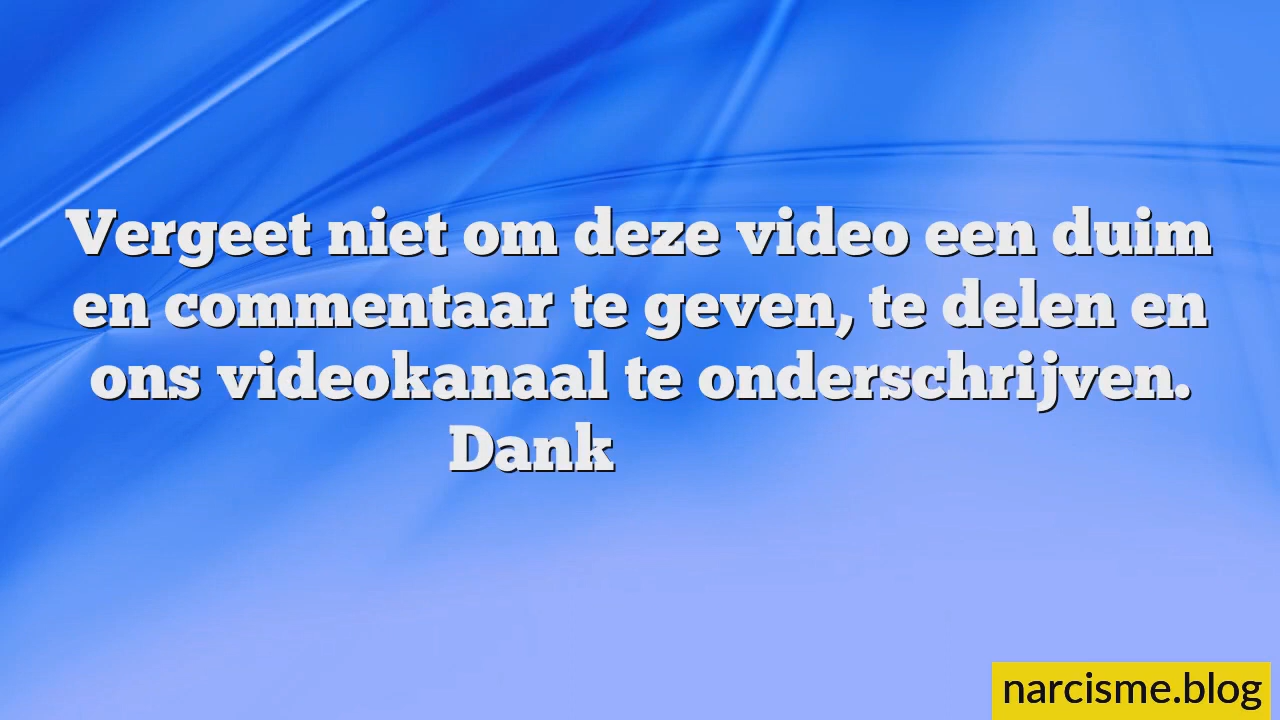 Vergeet niet om deze video een duim
en commentaar te geven, te delen en
ons videokanaal te onderschrijven.
Dank
narcisme.blog